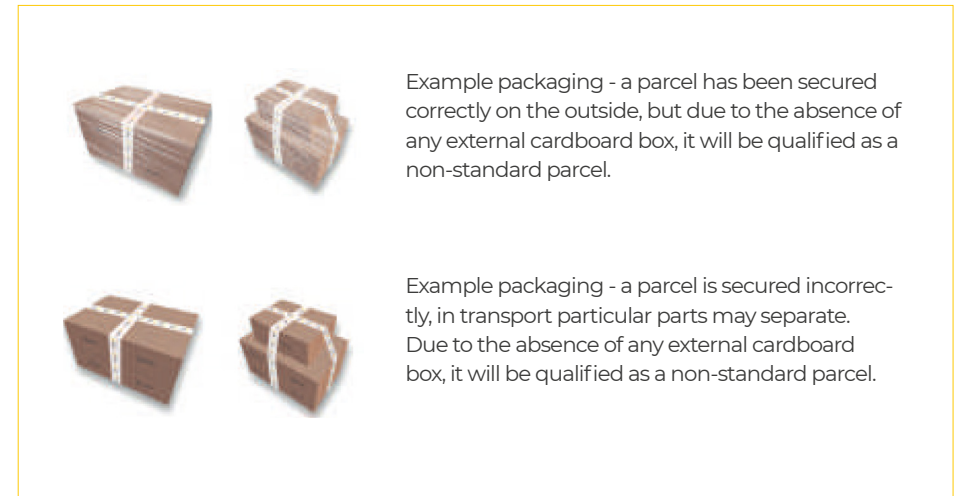 Example packaging - a parcel has been secured
correctly on the outside, but due to the absence of
any external cardboard box, it will be qualified as a
non-standard parcel.
Example packaging - a parcel is secured incorrec-
tly, in transport particular parts may separate.
Due to the absence of any external cardboard
box, it will be qualified as a non-standard parcel.